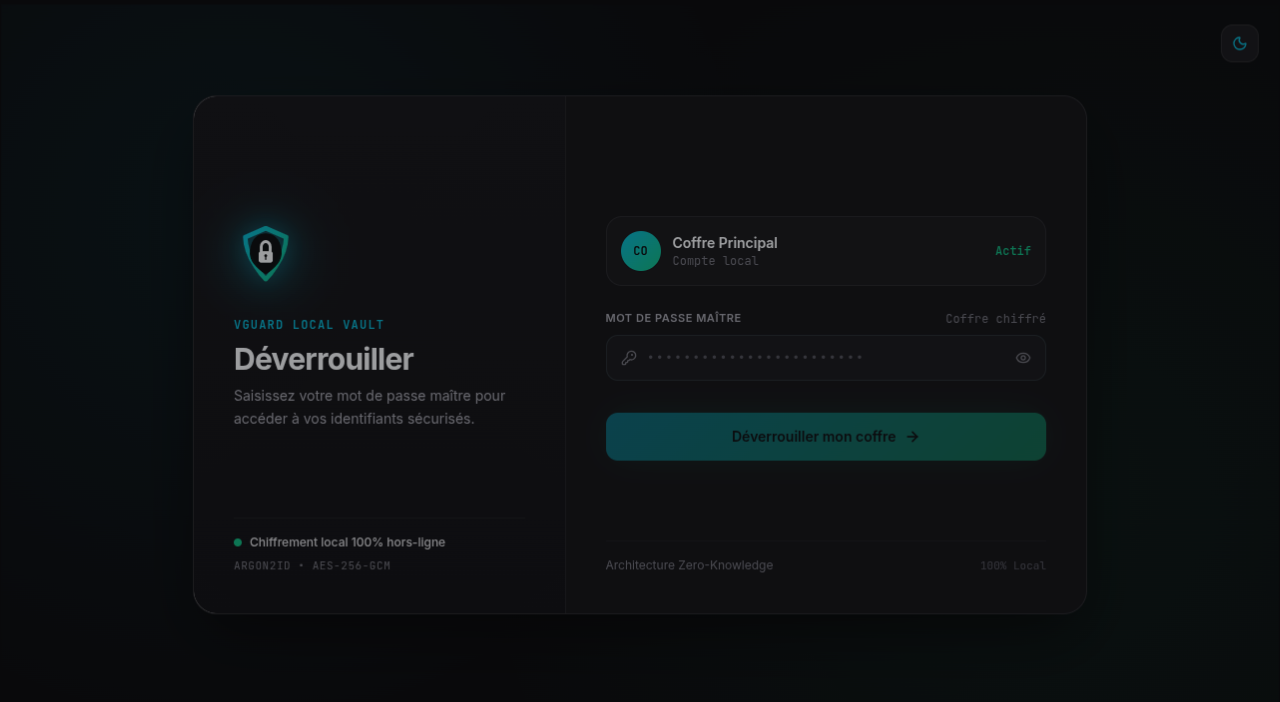 VGUARD LOCAL VAULT
Déverrouiller
Saisissez votre mot de passe maître pour
accéder à vos identifiants sécurisés.
Chiffrement local 100% hors-ligne
ARGON2ID • AES-256-GCM
CO
Coffre Principal
Compte local
Actif
MOT DE PASSE MAÎTRE
Coffre chiffré
••••••••••••••••••••••••
Déverrouiller mon coffre →
Architecture Zero-Knowledge
100% Local